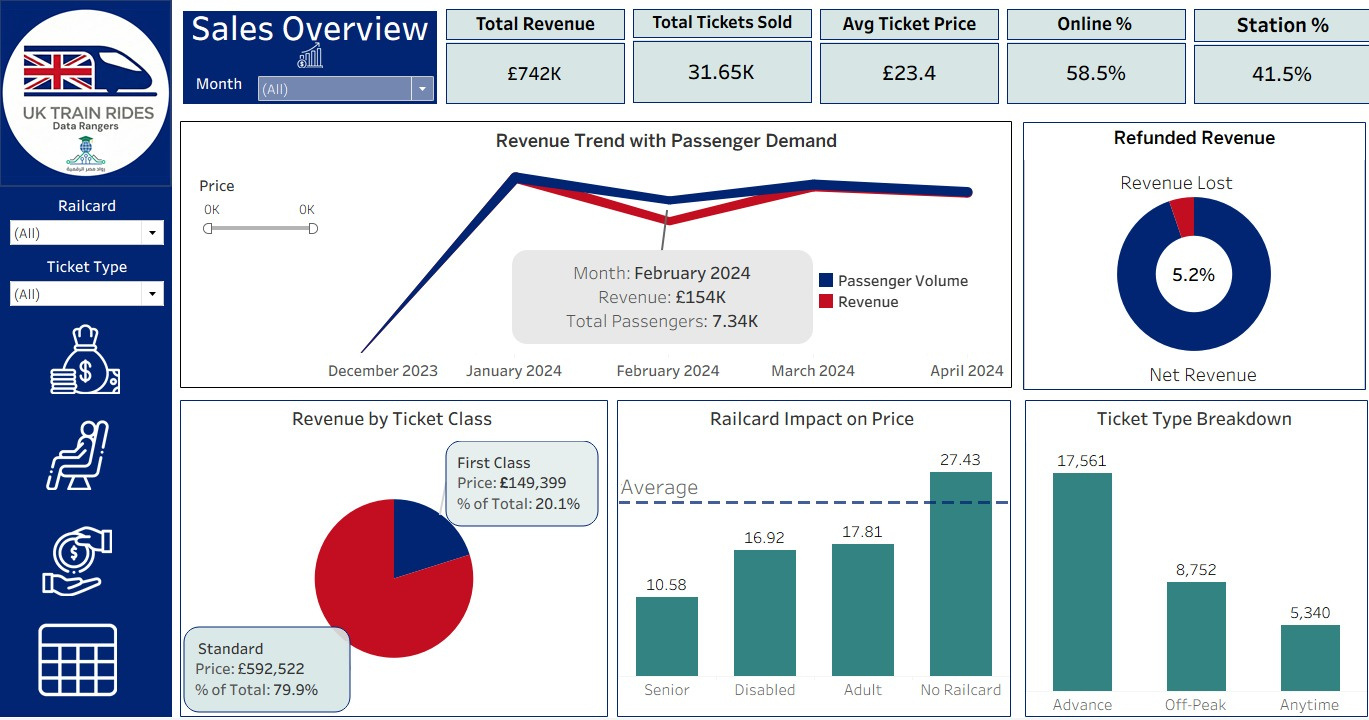 UK TRAIN RIDES
Data Rangers
رواد مصر الرقمية
Railcard
(All)
Ticket Type
(All)
Sales Overview
Month
(All)
Total Revenue
£742K
Total Tickets Sold
31.65K
Avg Ticket Price
£23.4
Online %
58.5%
Station %
41.5%
Revenue Trend with Passenger Demand
Price
0K 0K
Month: February 2024
Revenue: £154K
Total Passengers: 7.34K
Passenger Volume
Revenue
December 2023 January 2024 February 2024 March 2024 April 2024
Refunded Revenue
Revenue Lost
5.2%
Net Revenue
Revenue by Ticket Class
First Class
Price: £149,399
% of Total: 20.1%
Standard
Price: £592,522
% of Total: 79.9%
Railcard Impact on Price
Average
10.58
16.92
17.81
27.43
Senior Disabled Adult No Railcard
Ticket Type Breakdown
17,561
8,752
5,340
Advance Off-Peak Anytime